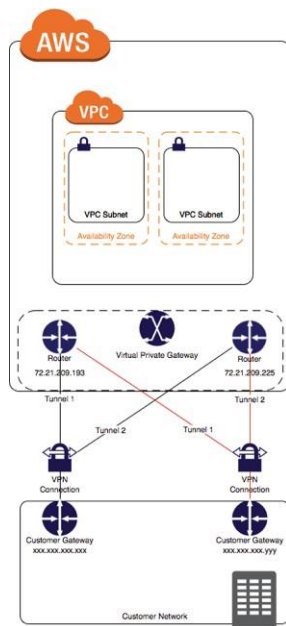 AWS
VPC
VPC Subnet
VPC Subnet
Availability Zone
Availability Zone
Router
Virtual Private Gateway
Router
72.21.209.193
72.21.209.225
Tunnel 1
Tunnel 2
Tunnel 2
Tunnel 1
VPN
Connection
VPN
Connection
Customer Gateway
xxx.xxx.xxx.xxx
Customer Gateway
xxx.xxx.xxx.yyy
Customer Network